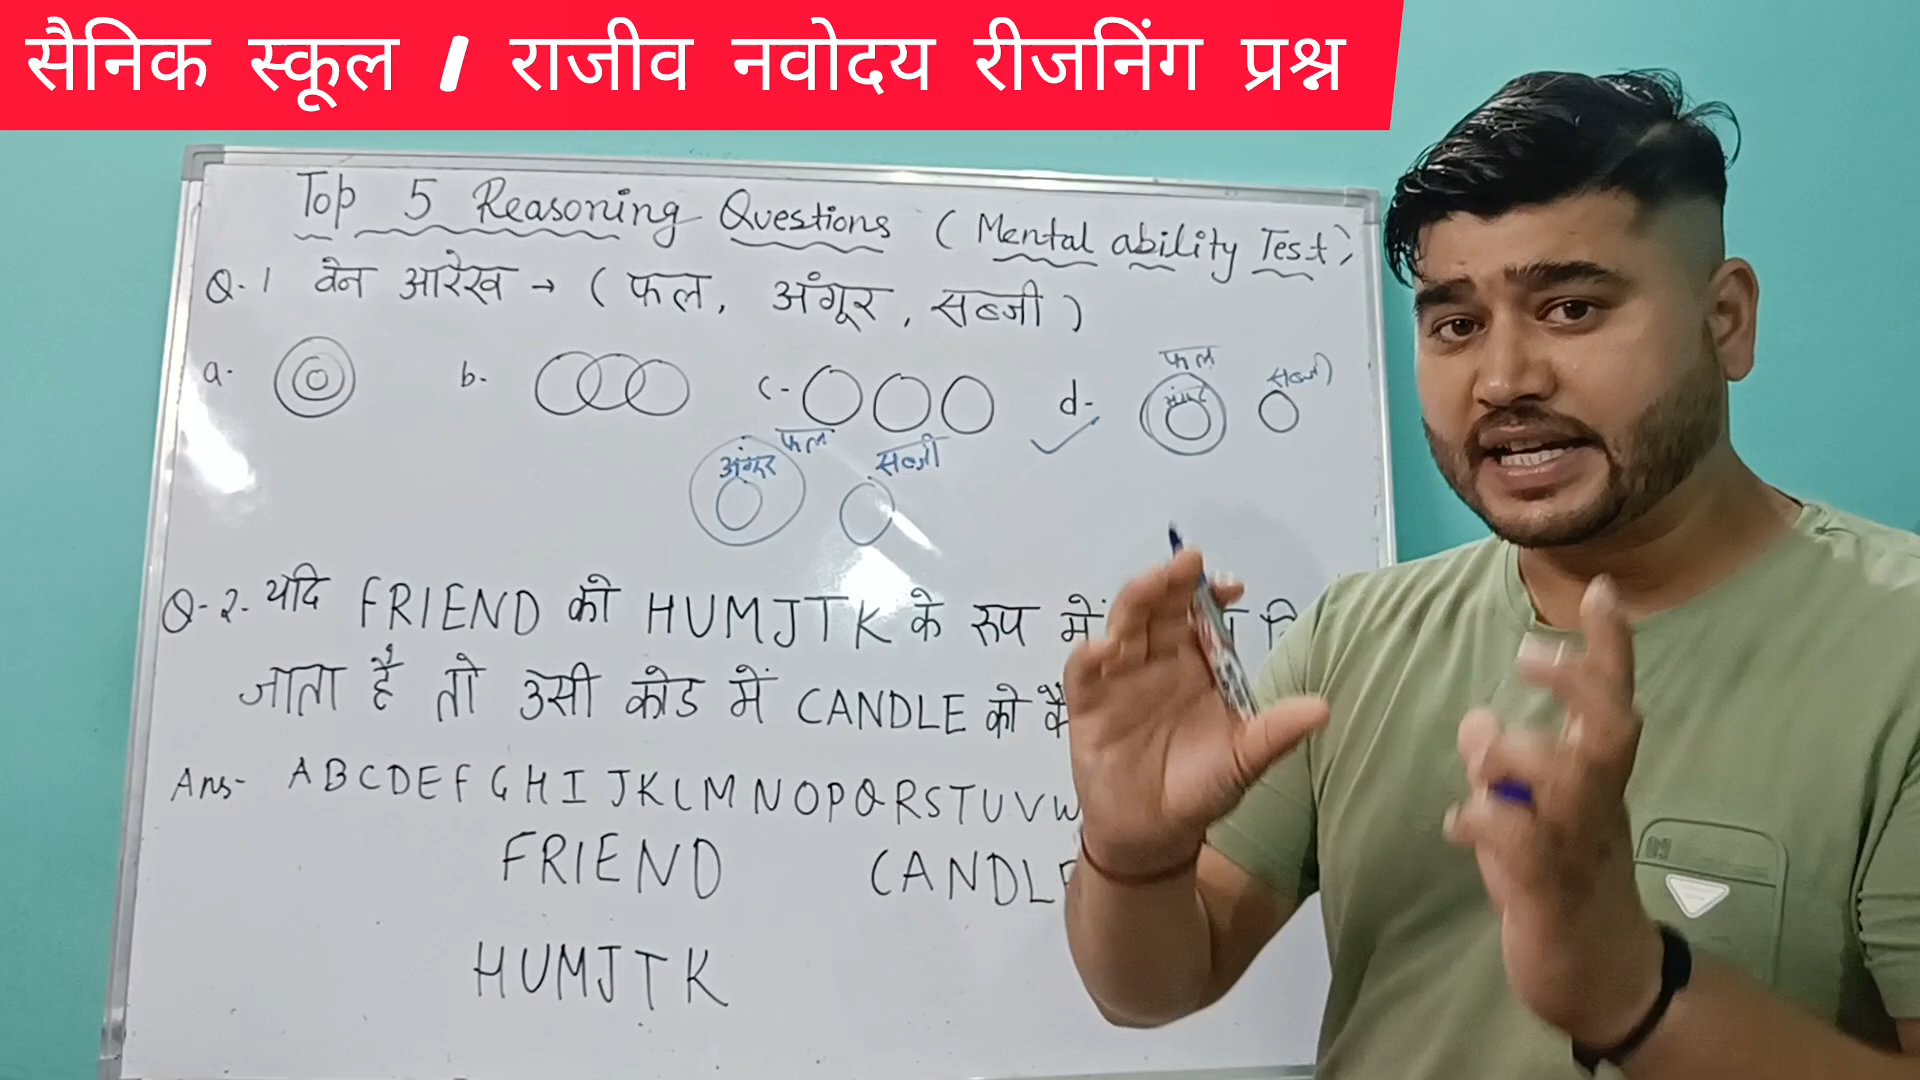 सैनिक स्कूल / राजीव नवोदय रीजनिंग प्रश्न
Top 5 Reasoning Questions (Mental ability Test)
Q.1 वेन आरेख → (फल, अंगूर, सब्जी)
a- b- c- d-
फल सब्जी
फल
अंगूर सब्जी
Q-2. यदि FRIEND को HUMJTK के रूप में
जाता है तो उसी कोड में CANDLE को
Ans- A B C D E F G H I J K L M N O P Q R S T U V W
FRIEND CANDLE
HUMJTK